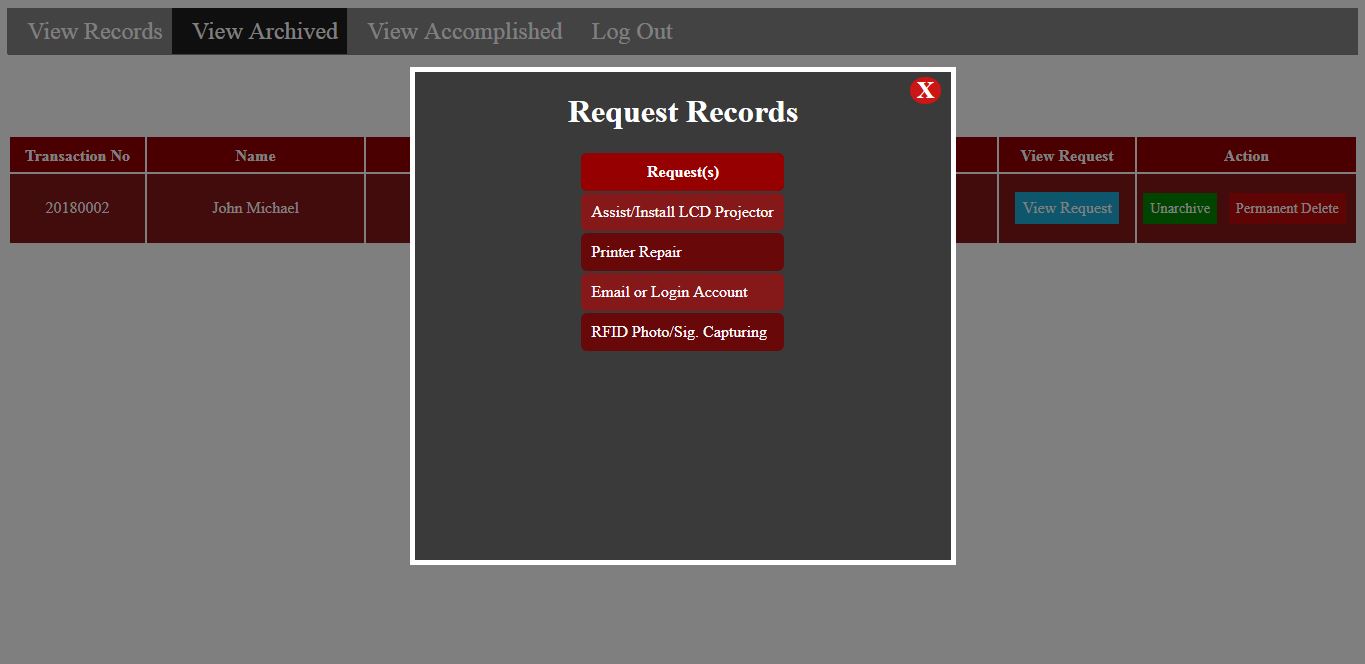 View Records View Archived View Accomplished Log Out
X
Request Records
Transaction No Name View Request Action
20180002 John Michael View Request Unarchive Permanent Delete
Request(s)
Assist/Install LCD Projector
Printer Repair
Email or Login Account
RFID Photo/Sig. Capturing